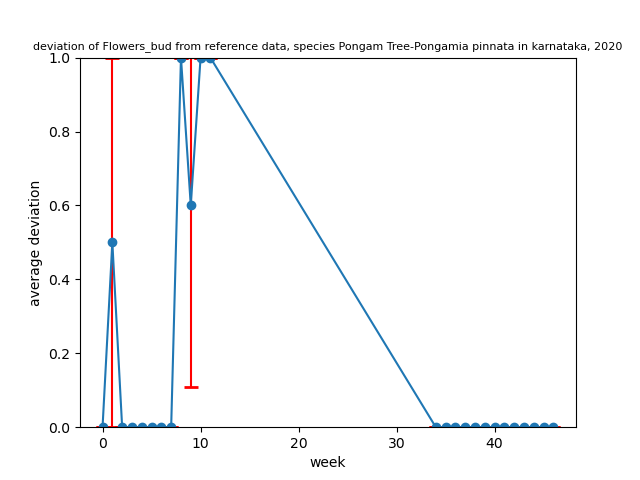 deviation of Flowers_bud from reference data, species Pongam Tree-Pongamia pinnata in karnataka, 2020
1.0
0.8
0.6
0.4
0.2
0.0
average deviation
0 10 20 30 40
week